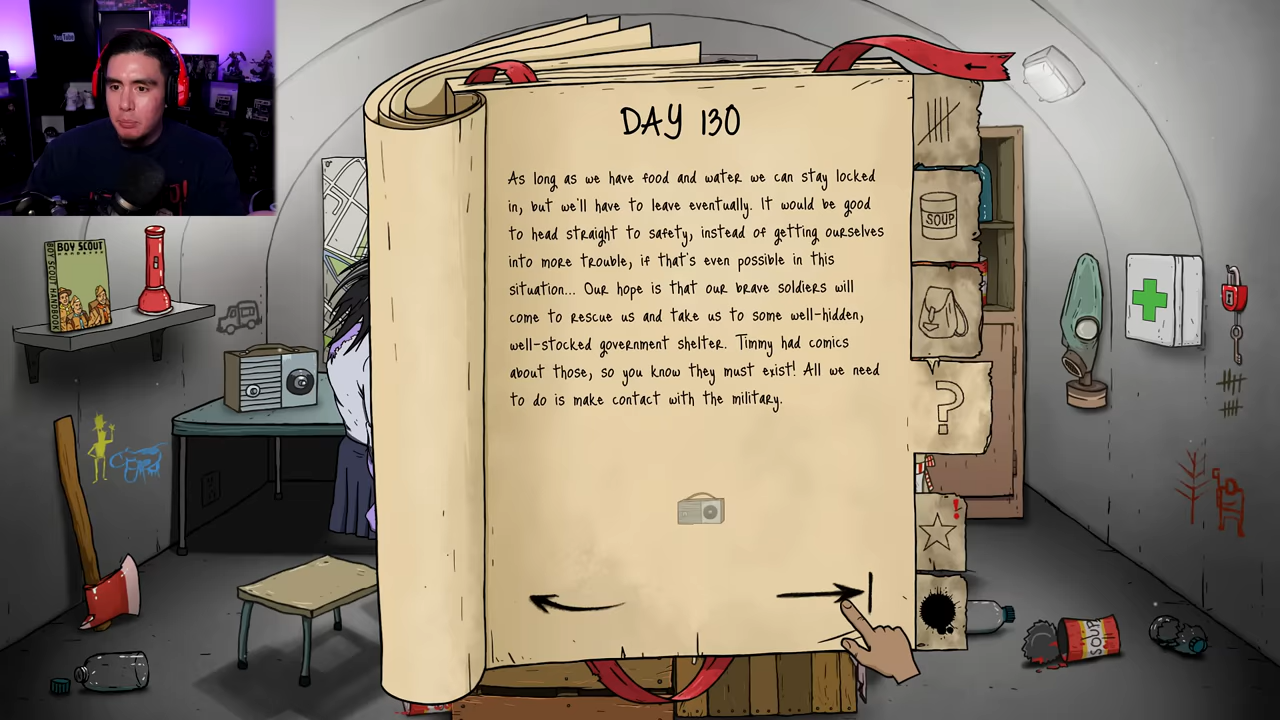 YouTube
DAY 130
As long as we have food and water we can stay locked
in, but we'll have to leave eventually. It would be good
to head straight to safety, instead of getting ourselves
into more trouble, if that's even possible in this
situation... Our hope is that our brave soldiers will
come to rescue us and take us to some well-hidden,
well-stocked government shelter. Timmy had comics
about those, so you know they must exist! All we need
to do is make contact with the military.
SOUP
?
!
BOY SCOUT
BOY SCOUT HANDBOOK
SOUP